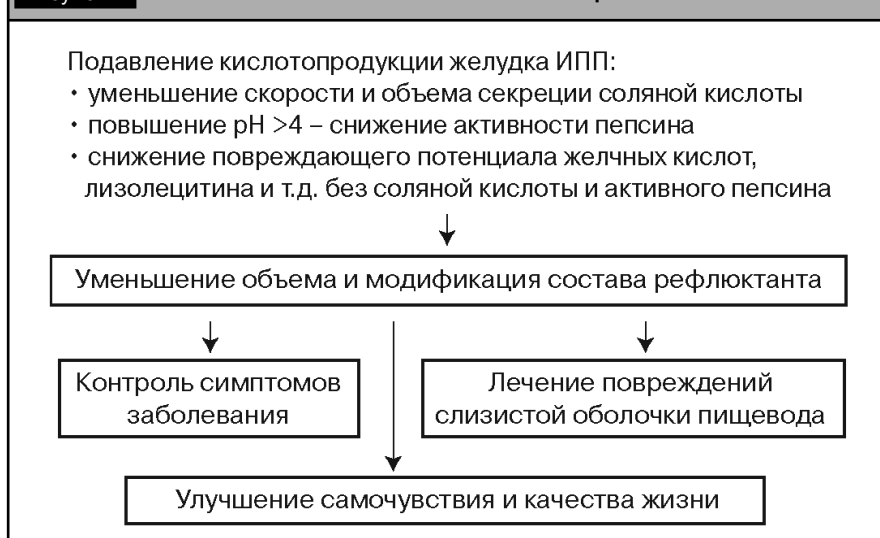 Подавление кислотопродукции желудка ИПП:
• уменьшение скорости и объема секреции соляной кислоты
• повышение pH >4 – снижение активности пепсина
• снижение повреждающего потенциала желчных кислот,
лизолецитина и т.д. без соляной кислоты и активного пепсина
Уменьшение объема и модификация состава рефлюктанта
Контроль симптомов
заболевания
Лечение повреждений
слизистой оболочки пищевода
Улучшение самочувствия и качества жизни